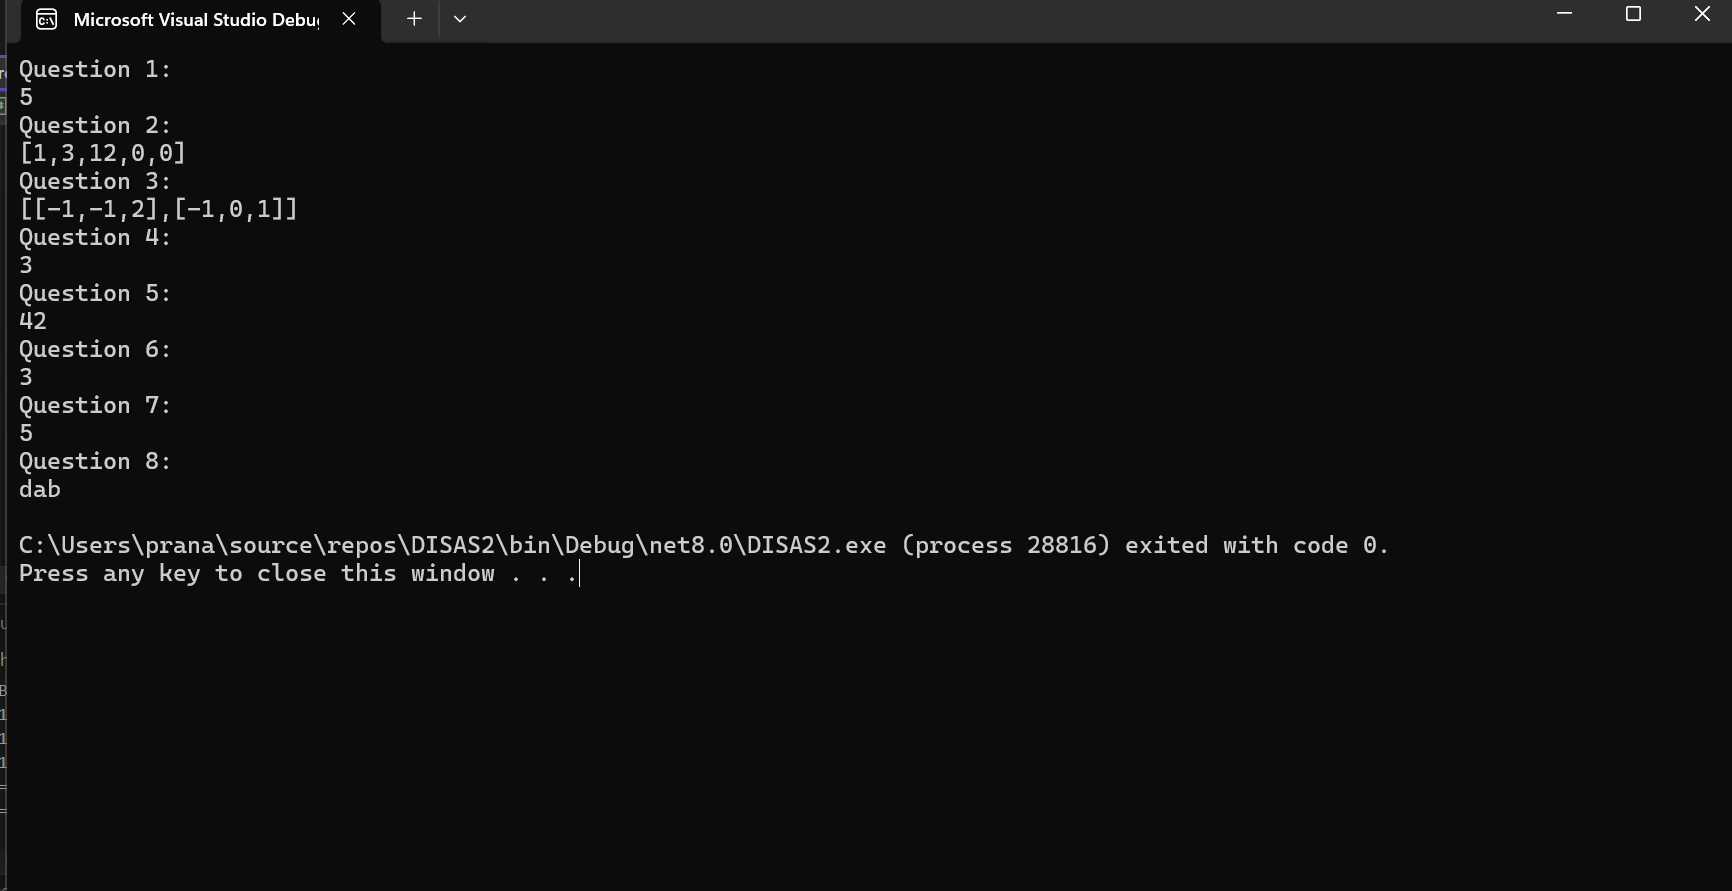 Microsoft Visual Studio Debu
Question 1:
5
Question 2:
[1,3,12,0,0]
Question 3:
[[-1,-1,2],[-1,0,1]]
Question 4:
3
Question 5:
42
Question 6:
3
Question 7:
5
Question 8:
dab
C:\Users\prana\source\repos\DISAS2\bin\Debug\net8.0\DISAS2.exe (process 28816) exited with code 0.
Press any key to close this window . . .